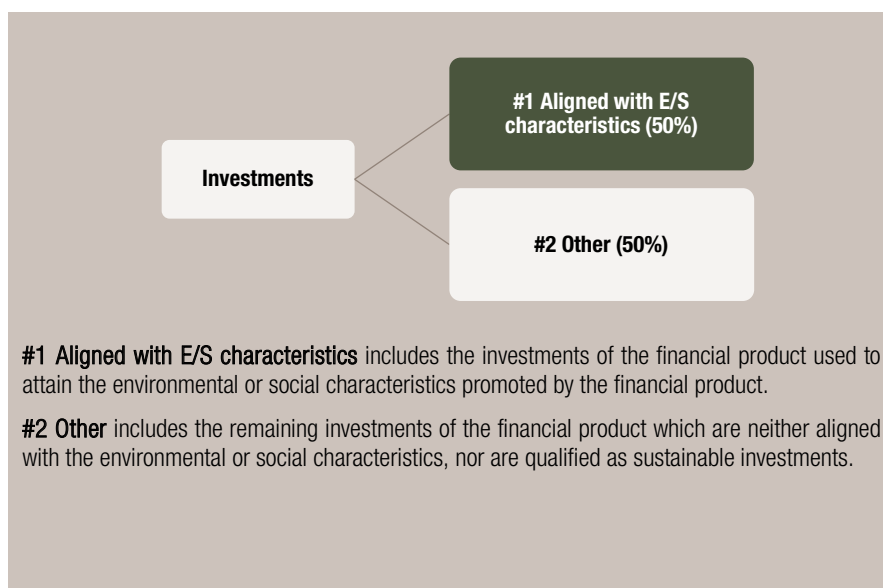 #1 Aligned with E/S
characteristics (50%)
Investments
#2 Other (50%)
#1 Aligned with E/S characteristics includes the investments of the financial product used to
attain the environmental or social characteristics promoted by the financial product.
#2 Other includes the remaining investments of the financial product which are neither aligned
with the environmental or social characteristics, nor are qualified as sustainable investments.